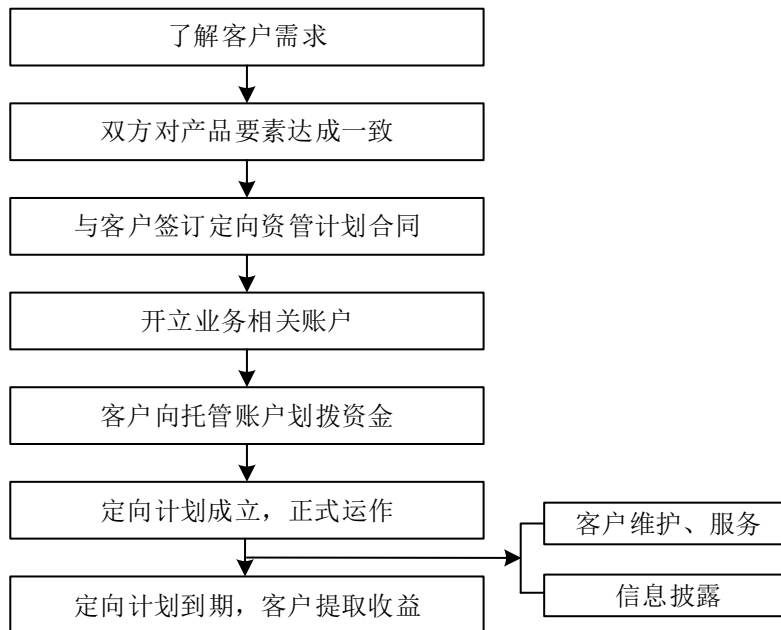 了解客户需求
双方对产品要素达成一致
与客户签订定向资管计划合同
开立业务相关账户
客户向托管账户划拨资金
定向计划成立，正式运作
客户维护、服务
定向计划到期，客户提取收益
信息披露